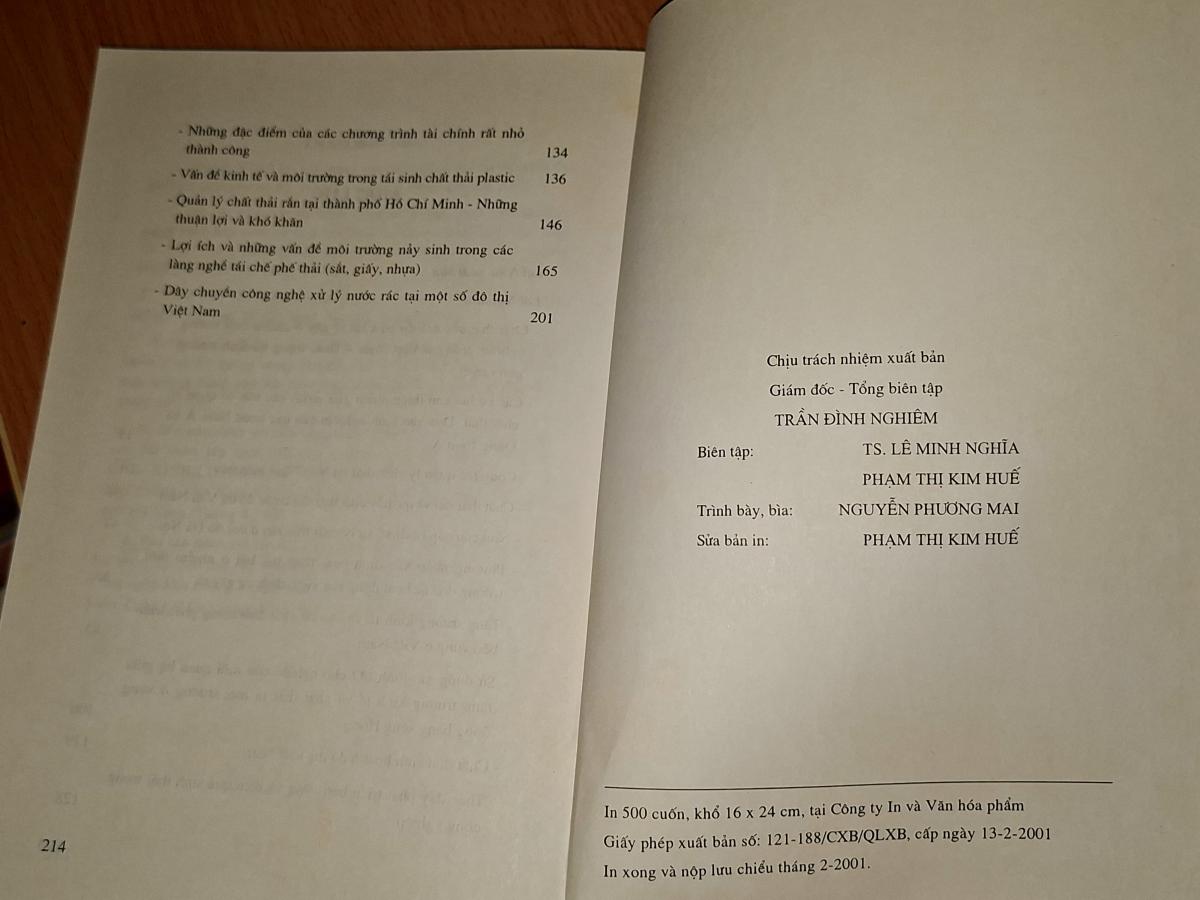 - Những đặc điểm của các chương trình tài chính rất nhỏ
thành công 134
- Vấn đề kinh tế và môi trường trong tái sinh chất thải plastic 136
- Quản lý chất thải rắn tại thành phố Hồ Chí Minh - Những
thuận lợi và khó khăn 146
- Lợi ích và những vấn đề môi trường nảy sinh trong các
làng nghề tái chế phế thải (sắt, giấy, nhựa) 165
- Dây chuyền công nghệ xử lý nước rác tại một số đô thị
Việt Nam 201
214
Chịu trách nhiệm xuất bản
Giám đốc - Tổng biên tập
TRẦN ĐÌNH NGHIÊM
Biên tập: TS. LÊ MINH NGHĨA
PHẠM THỊ KIM HUẾ
Trình bày, bìa: NGUYỄN PHƯƠNG MAI
Sửa bản in: PHẠM THỊ KIM HUẾ
In 500 cuốn, khổ 16 x 24 cm, tại Công ty In và Văn hóa phẩm
Giấy phép xuất bản số: 121-188/CXB/QLXB, cấp ngày 13-2-2001
In xong và nộp lưu chiểu tháng 2-2001.